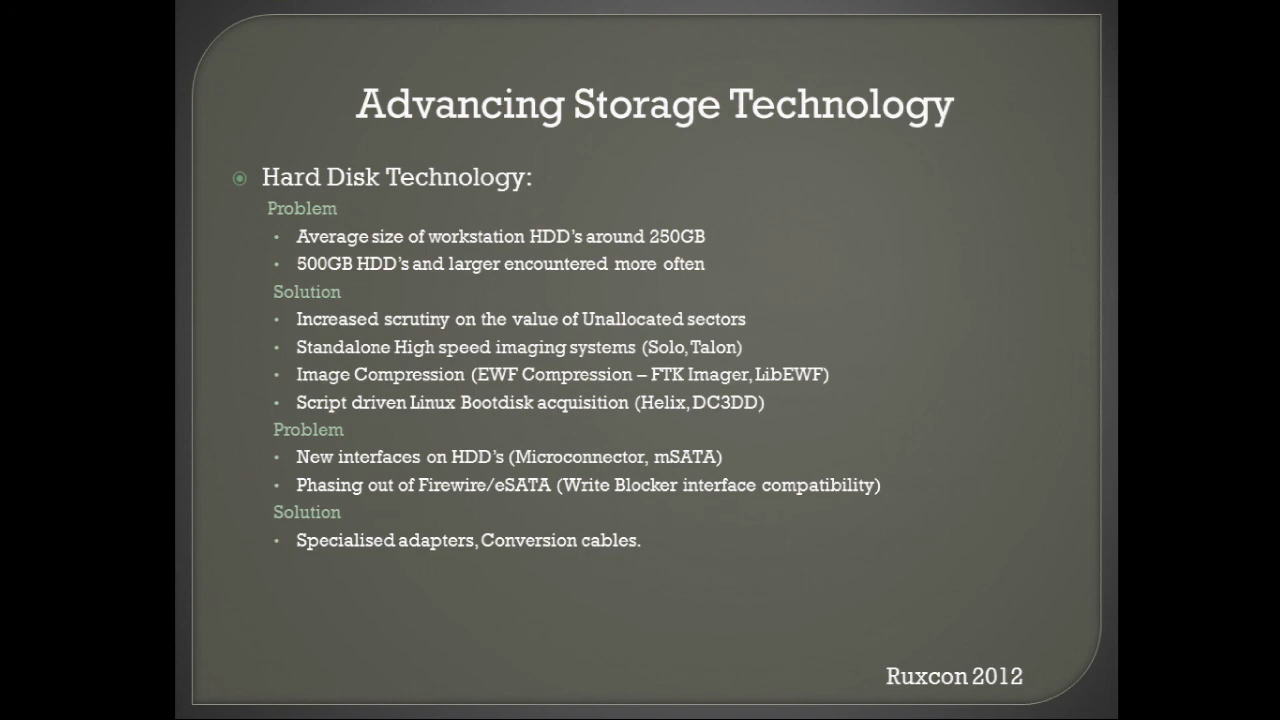 Advancing Storage Technology
Hard Disk Technology:
Problem
Average size of workstation HDD's around 250GB
500GB HDD's and larger encountered more often
Solution
Increased scrutiny on the value of Unallocated sectors
Standalone High speed imaging systems (Solo, Talon)
Image Compression (EWF Compression – FTK Imager, LibEWF)
Script driven Linux Bootdisk acquisition (Helix, DC3DD)
Problem
New interfaces on HDD's (Microconnector, mSATA)
Phasing out of Firewire/eSATA (Write Blocker interface compatibility)
Solution
Specialised adapters, Conversion cables.
Ruxcon 2012